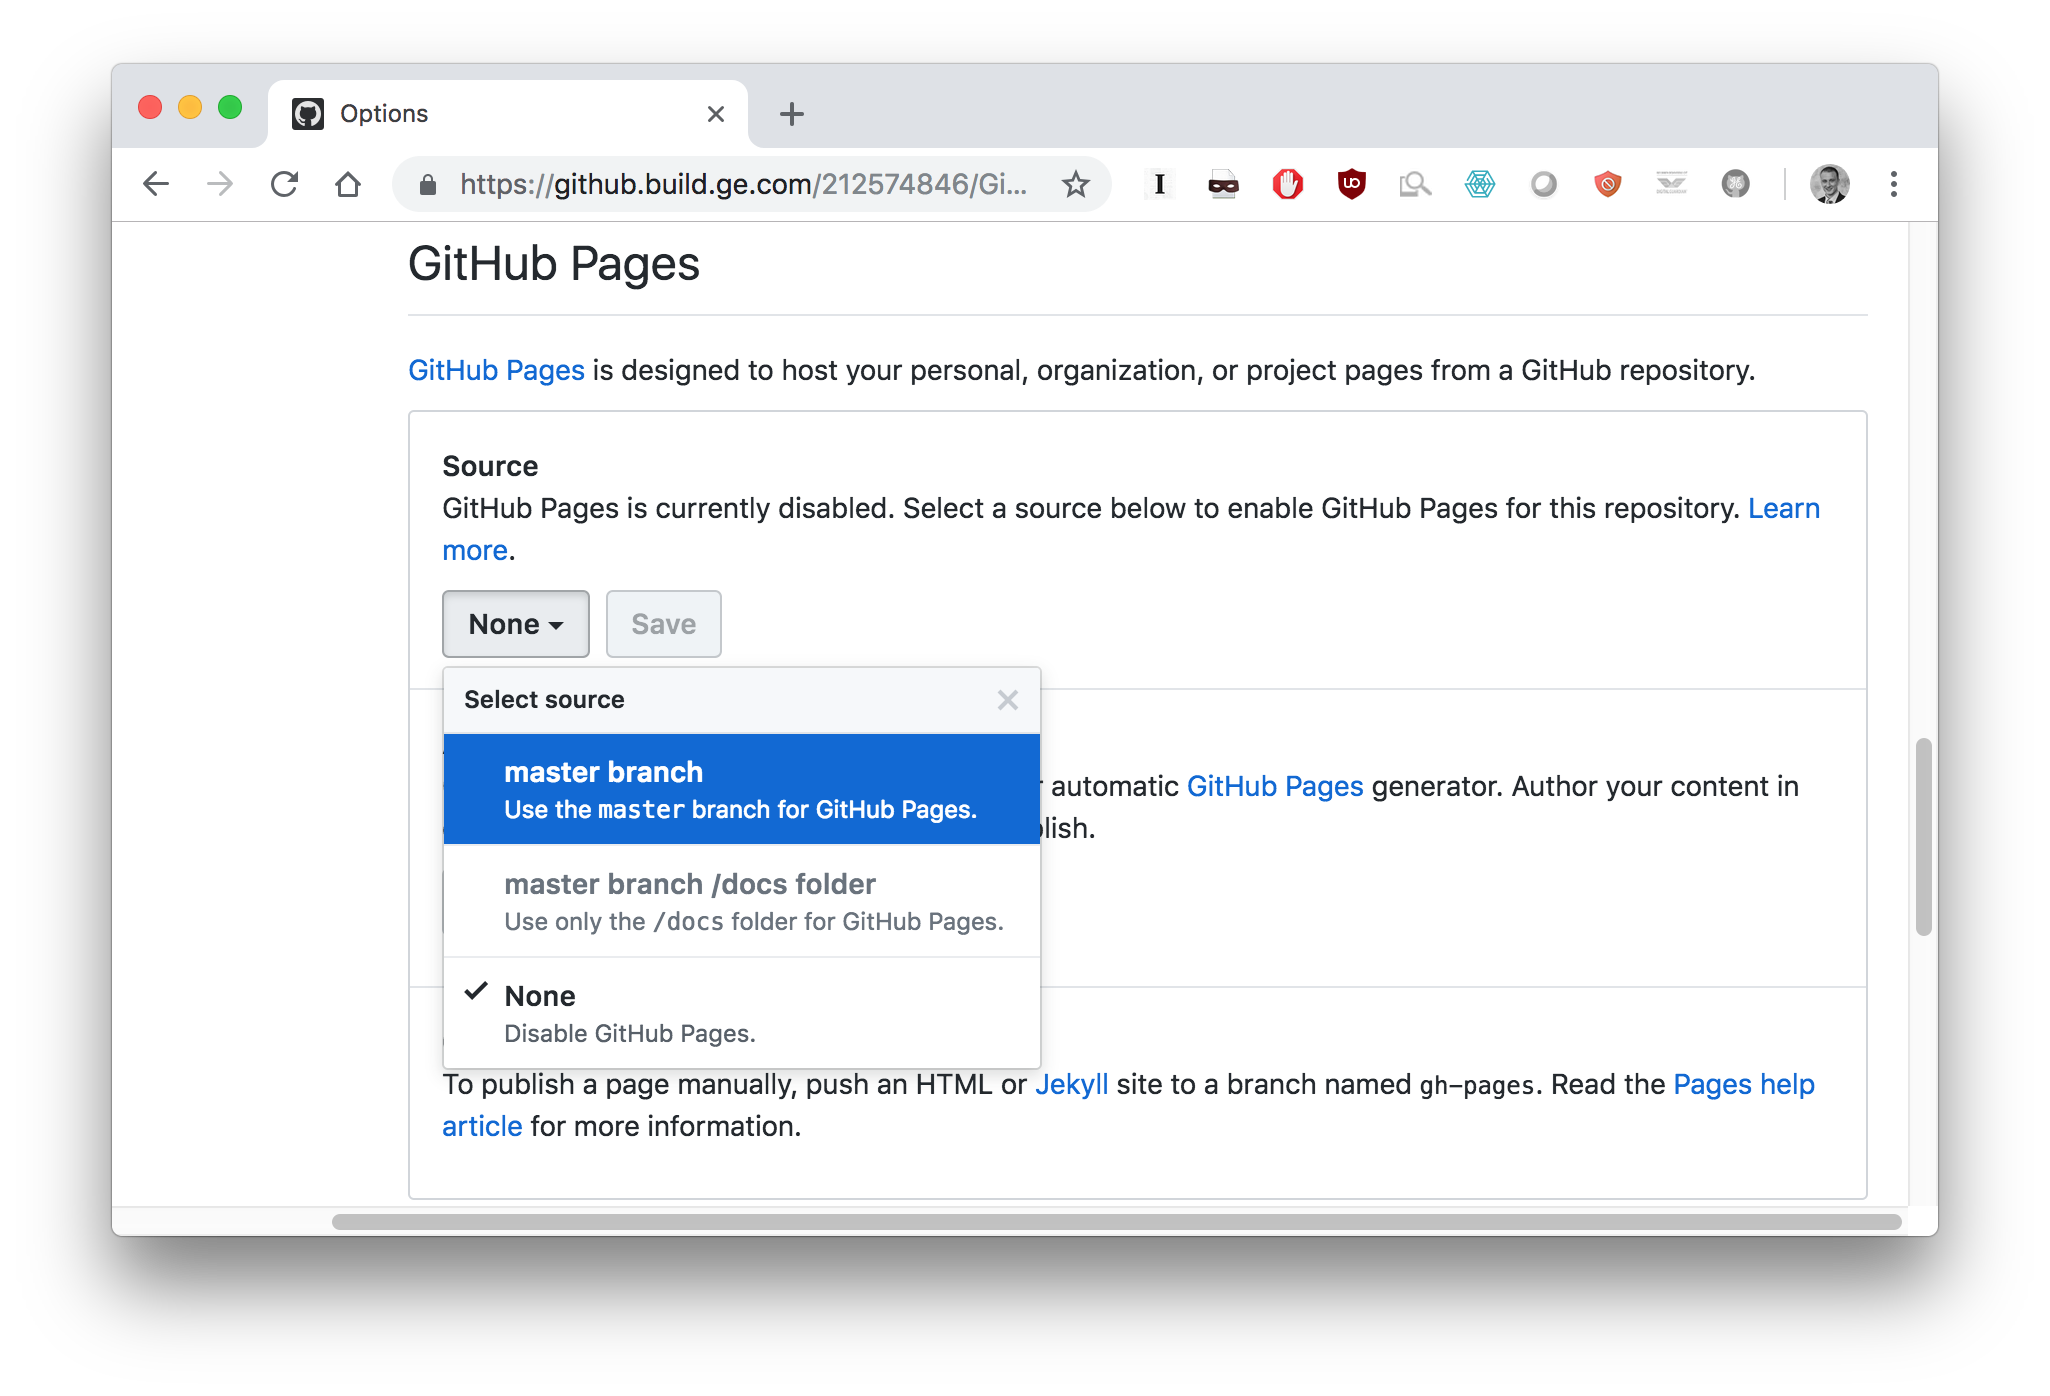 Options
https://github.build.ge.com/212574846/Gi...
GitHub Pages
GitHub Pages is designed to host your personal, organization, or project pages from a GitHub repository.
Source
GitHub Pages is currently disabled. Select a source below to enable GitHub Pages for this repository. Learn
more.
None Save
Select source
master branch
Use the master branch for GitHub Pages.
automatic GitHub Pages generator. Author your content in
master branch /docs folder
Use only the /docs folder for GitHub Pages.
None
Disable GitHub Pages.
To publish a page manually, push an HTML or Jekyll site to a branch named gh-pages. Read the Pages help
article for more information.